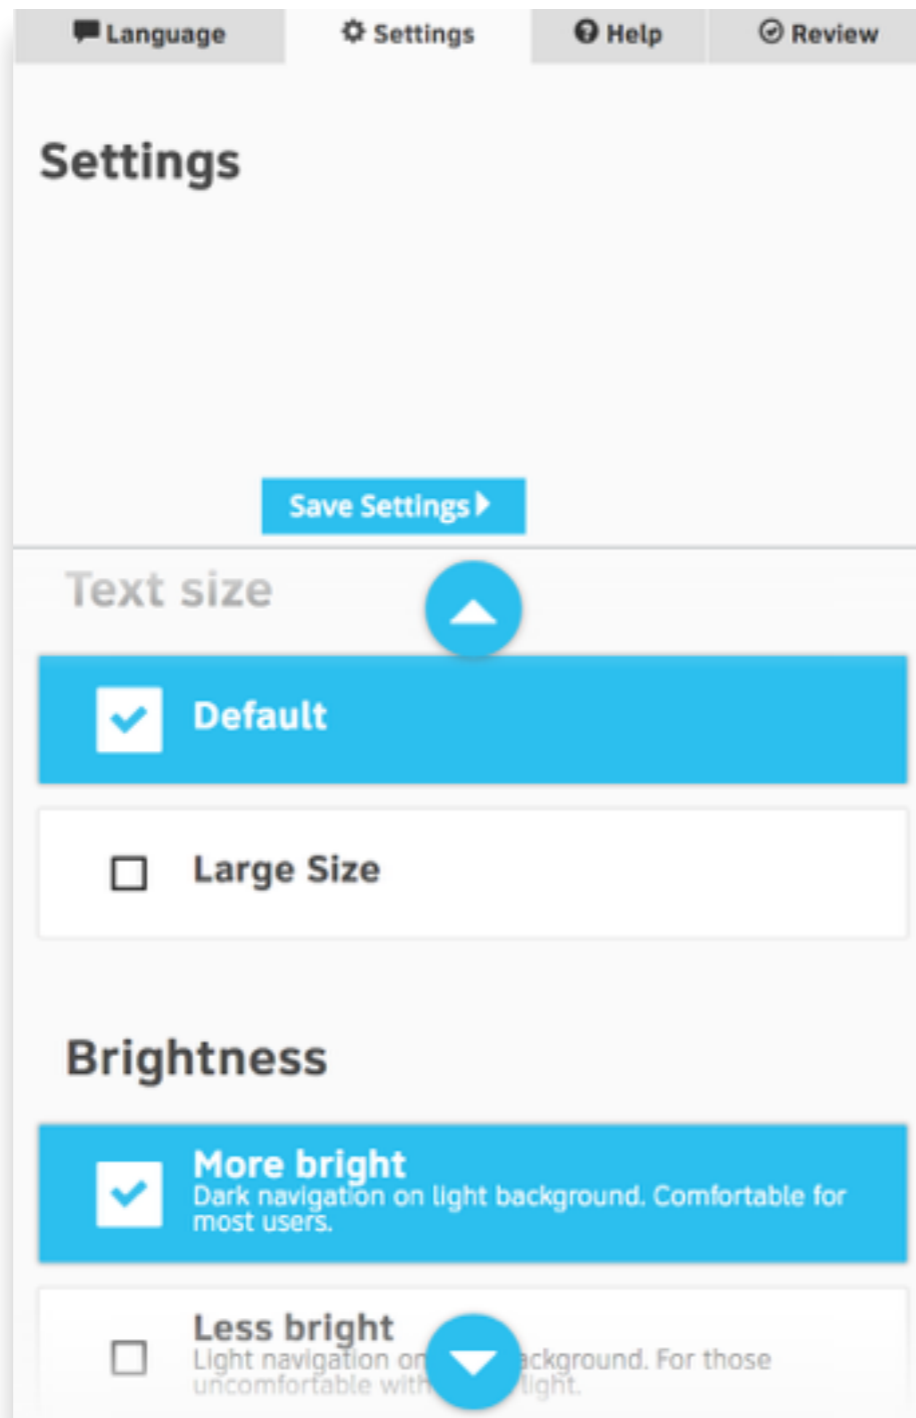 Language Settings Help Review
Settings
Save Settings
Text size
Default
Large Size
Brightness
More bright
Dark navigation on light background. Comfortable for
most users.
Less bright
Light navigation on ackground. For those
uncomfortable with light.